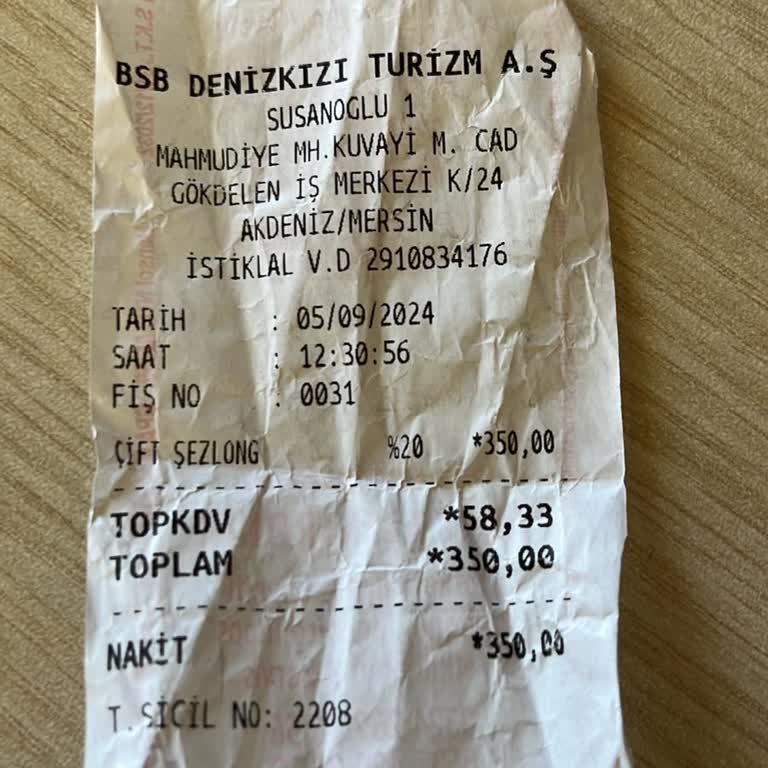 BSB DENİZKIZI TURİZM A.Ş
SUSANOGLU 1
MAHMUDİYE MH.KUVAYİ M. CAD
GÖKDELEN İŞ MERKEZİ K/24
AKDENİZ/MERSİN
İSTİKLAL V.D 2910834176
TARİH : 05/09/2024
SAAT : 12:30:56
FİŞ NO : 0031
ÇİFT ŞEZLONG %20 *350,00
TOPKDV *58,33
TOPLAM *350,00
NAKİT *350,00
T.SİCİL NO: 2208